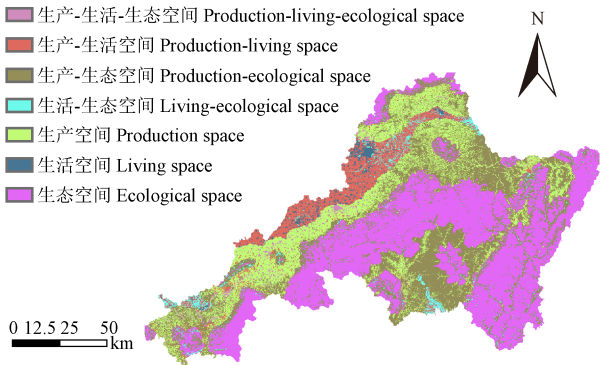 生产-生活-生态空间 Production-living-ecological space
生产-生活空间 Production-living space
生产-生态空间 Production-ecological space
生活-生态空间 Living-ecological space
生产空间 Production space
生活空间 Living space
生态空间 Ecological space
N
0 12.5 25 50
km